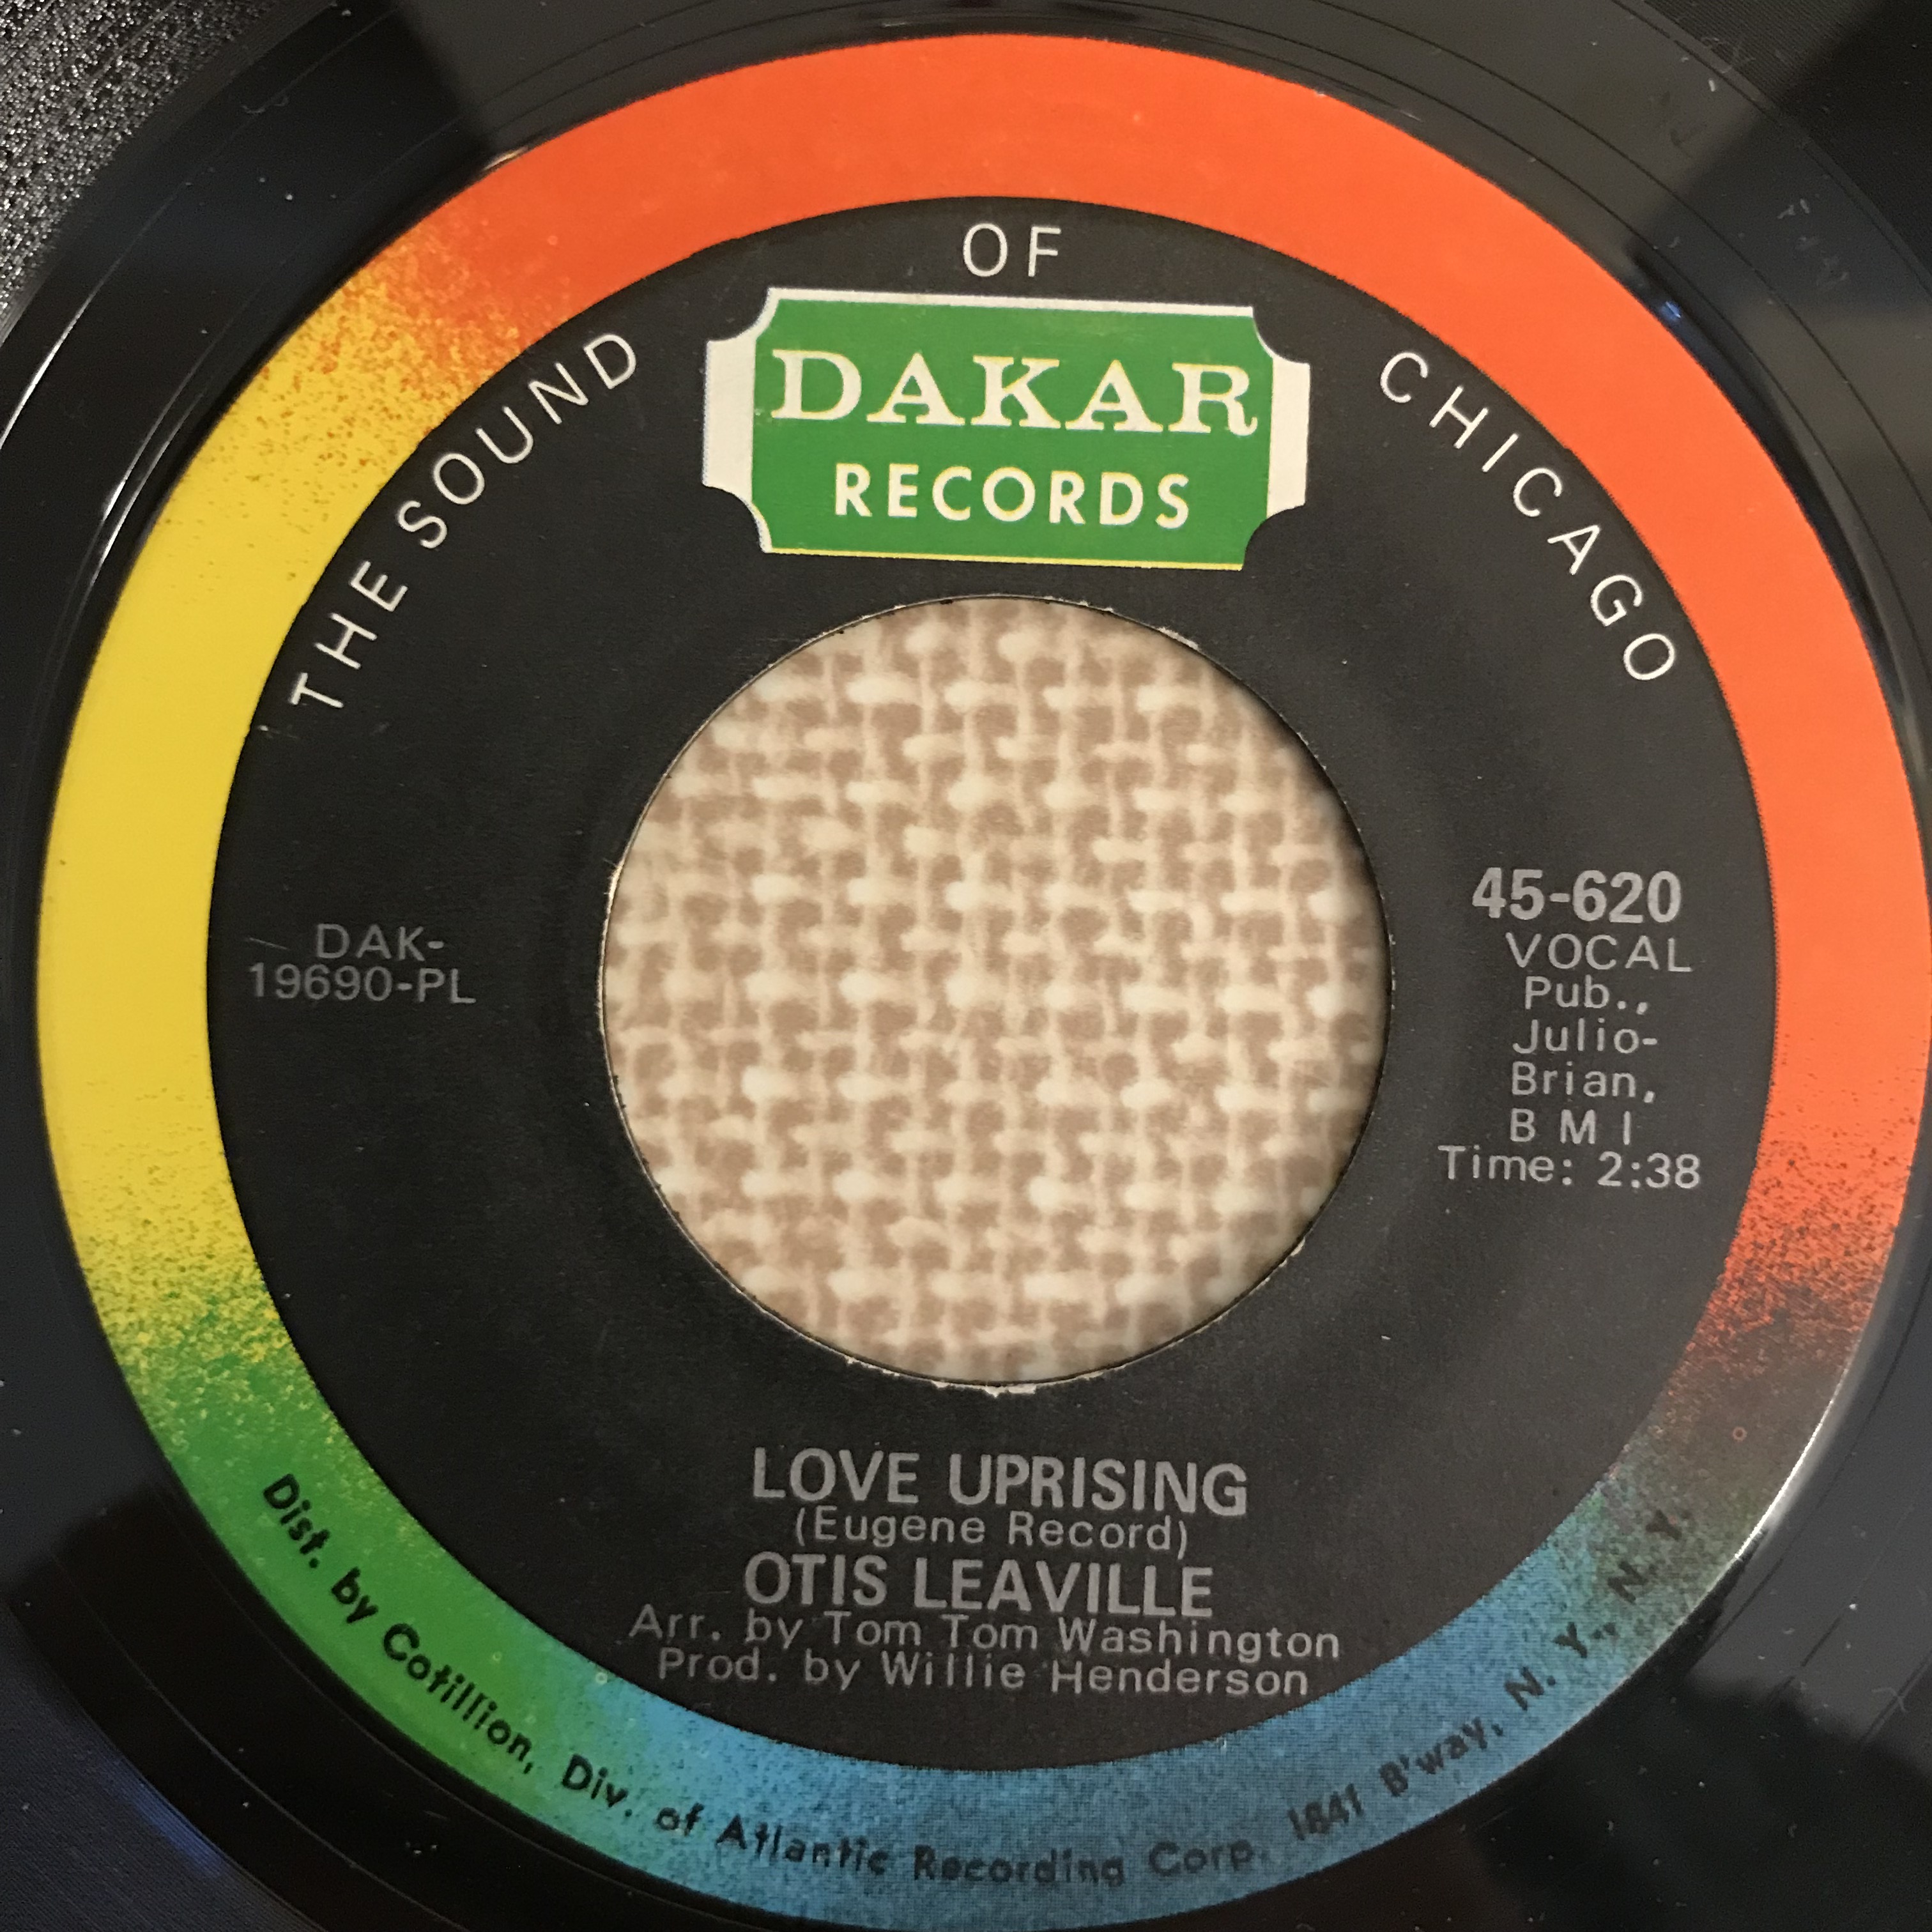 THE SOUND OF CHICAGO
DAKAR
RECORDS
DAK-
19690-PL
45-620
VOCAL
Pub.,
Julio-
Brian,
B M I
Time: 2:38
LOVE UPRISING
(Eugene Record)
OTIS LEAVILLE
Arr. by Tom Tom Washington
Prod. by Willie Henderson
Dist. by Cotillion, Div. of Atlantic Recording Corp. 1841 B'way, N. Y., N. Y.